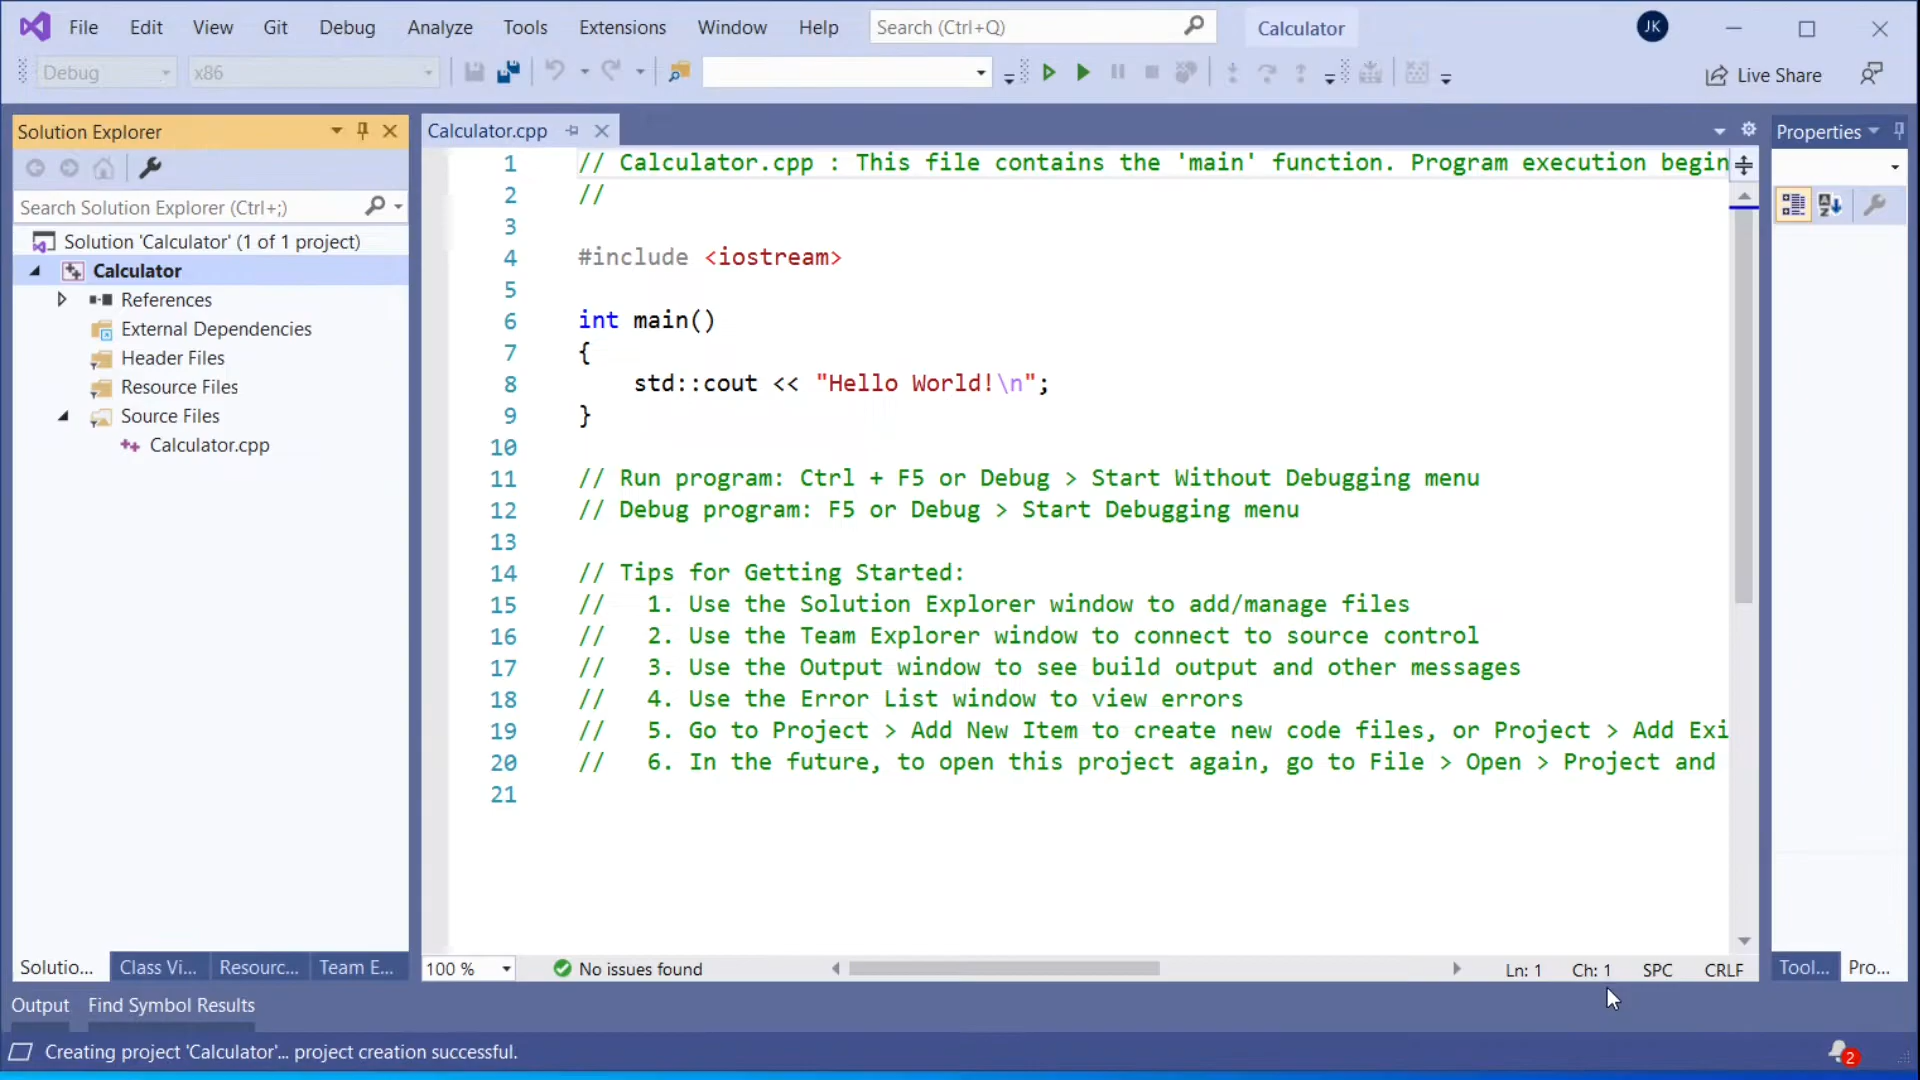 File Edit View Git Debug Analyze Tools Extensions Window Help Search (Ctrl+Q) Calculator JK
Debug x86 Live Share
Solution Explorer
Search Solution Explorer (Ctrl+;)
Solution 'Calculator' (1 of 1 project)
Calculator
References
External Dependencies
Header Files
Resource Files
Source Files
Calculator.cpp
Solutio... Class Vi... Resourc... Team E...
Calculator.cpp
1 // Calculator.cpp : This file contains the 'main' function. Program execution begin
2 //
3
4 #include <iostream>
5
6 int main()
7 {
8 std::cout << "Hello World!\n";
9 }
10
11 // Run program: Ctrl + F5 or Debug > Start Without Debugging menu
12 // Debug program: F5 or Debug > Start Debugging menu
13
14 // Tips for Getting Started:
15 // 1. Use the Solution Explorer window to add/manage files
16 // 2. Use the Team Explorer window to connect to source control
17 // 3. Use the Output window to see build output and other messages
18 // 4. Use the Error List window to view errors
19 // 5. Go to Project > Add New Item to create new code files, or Project > Add Exi
20 // 6. In the future, to open this project again, go to File > Open > Project and
21
100 % No issues found Ln: 1 Ch: 1 SPC CRLF
Properties
Tool... Pro...
Output Find Symbol Results
Creating project 'Calculator'... project creation successful. 2